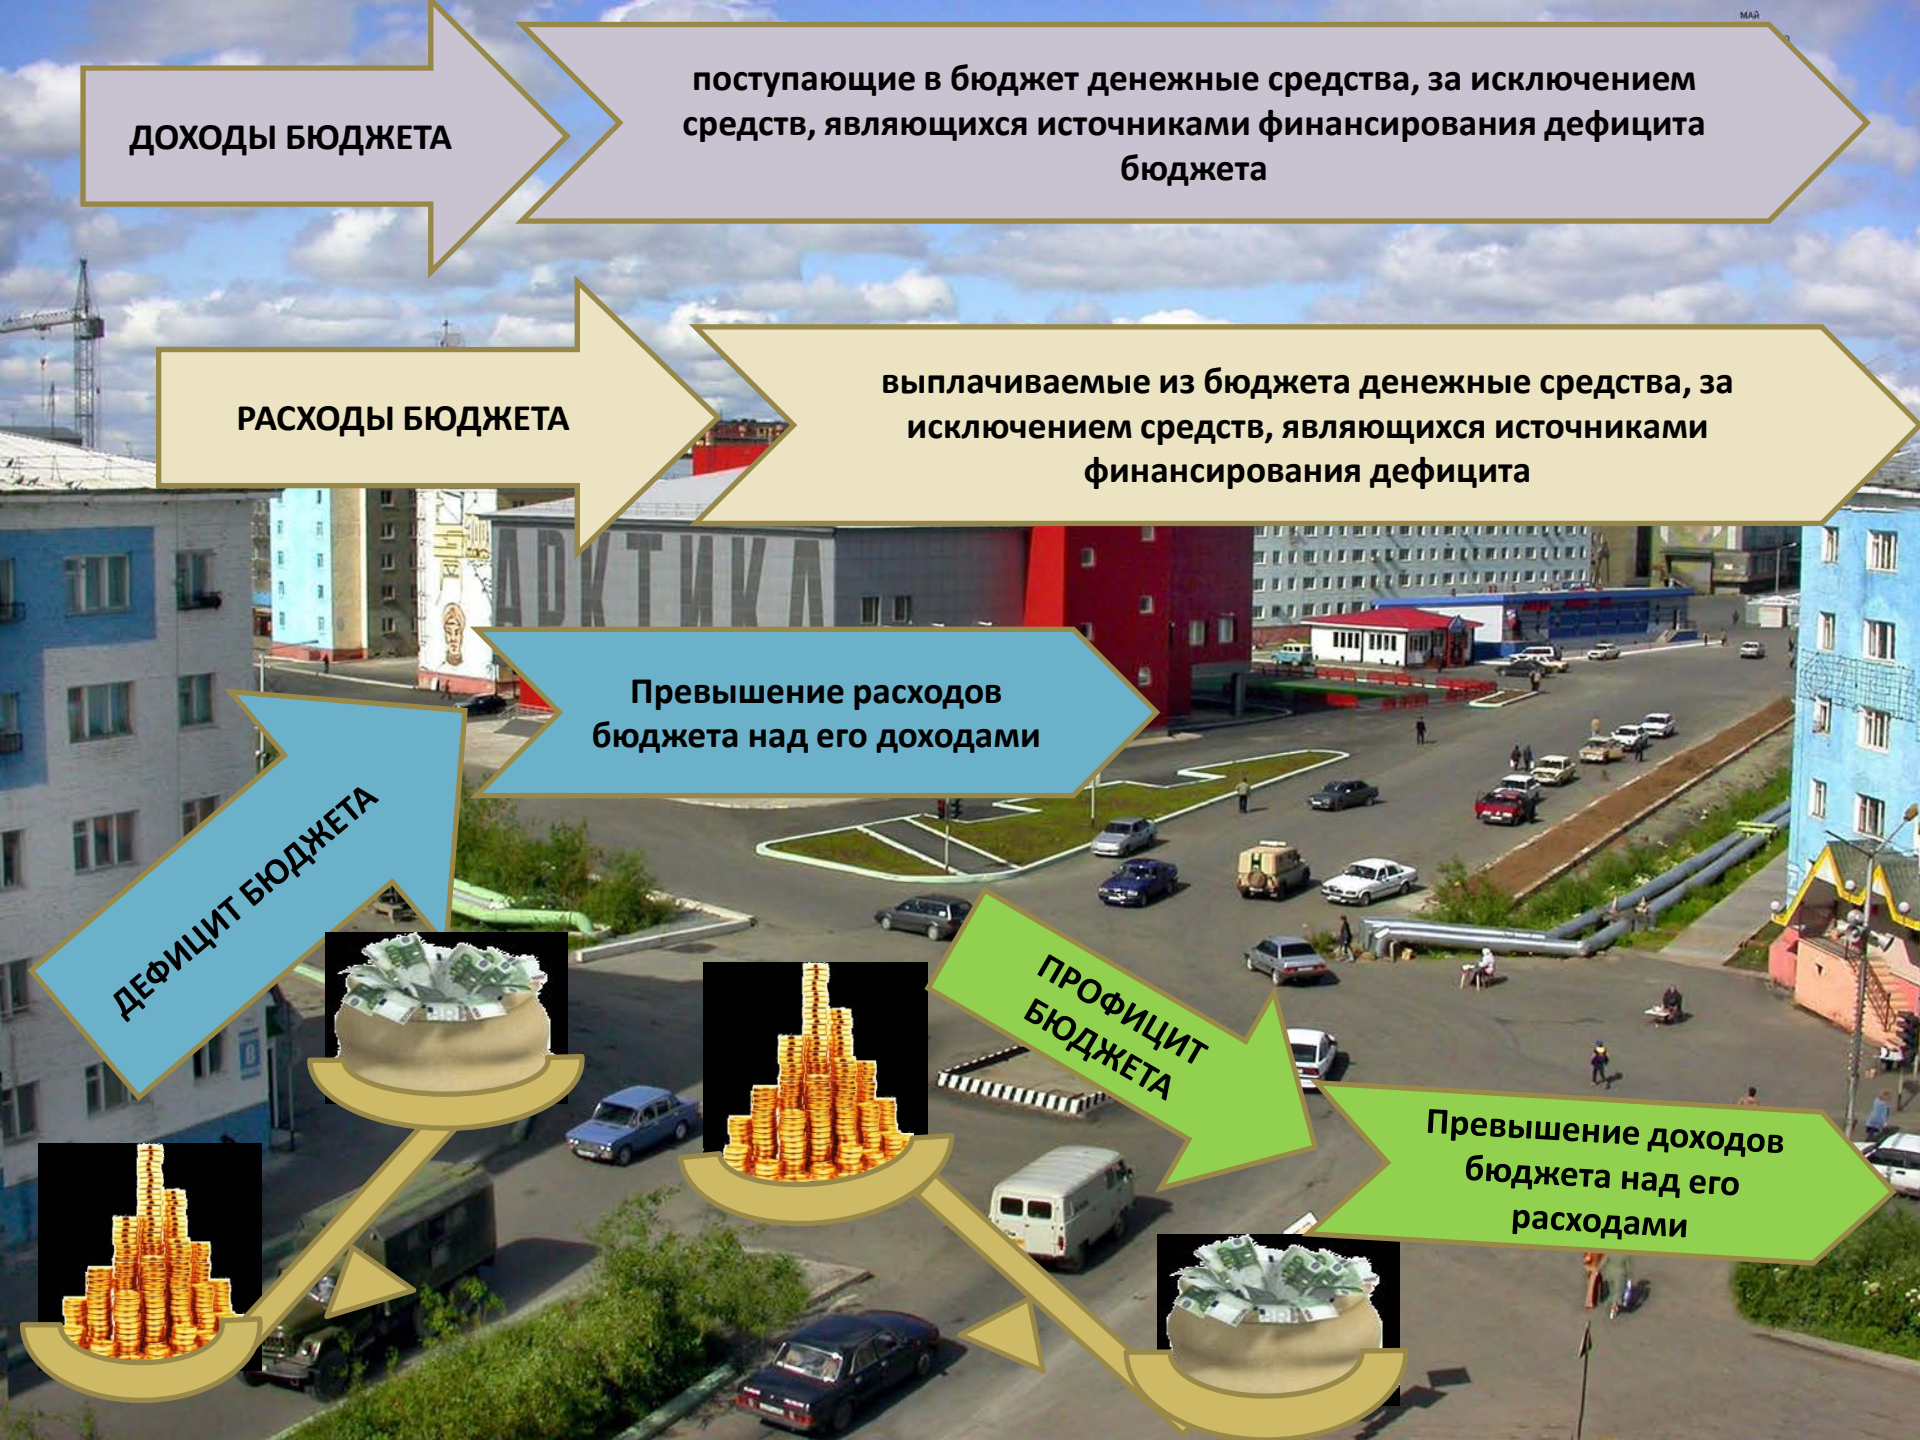 МАЙ
ДОХОДЫ БЮДЖЕТА
поступающие в бюджет денежные средства, за исключением
средств, являющихся источниками финансирования дефицита
бюджета
РАСХОДЫ БЮДЖЕТА
выплачиваемые из бюджета денежные средства, за
исключением средств, являющихся источниками
финансирования дефицита
АРКТИКА
Превышение расходов
бюджета над его доходами
ДЕФИЦИТ БЮДЖЕТА
ПРОФИЦИТ
БЮДЖЕТА
Превышение доходов
бюджета над его
расходами
8